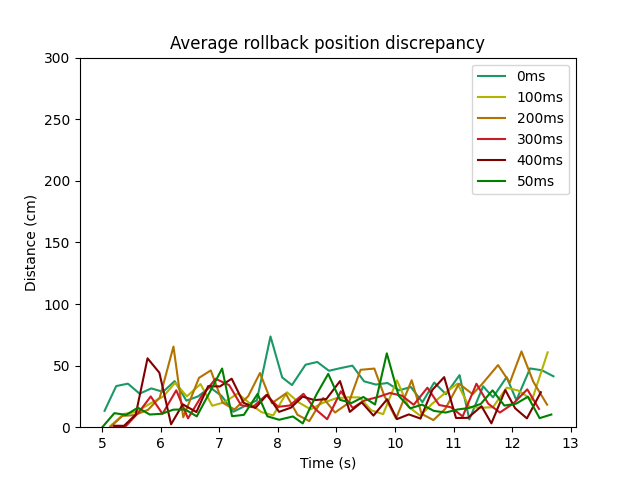 Average rollback position discrepancy
300
250
200
150
100
50
0
Distance (cm)
0ms
100ms
200ms
300ms
400ms
50ms
5 6 7 8 9 10 11 12 13
Time (s)